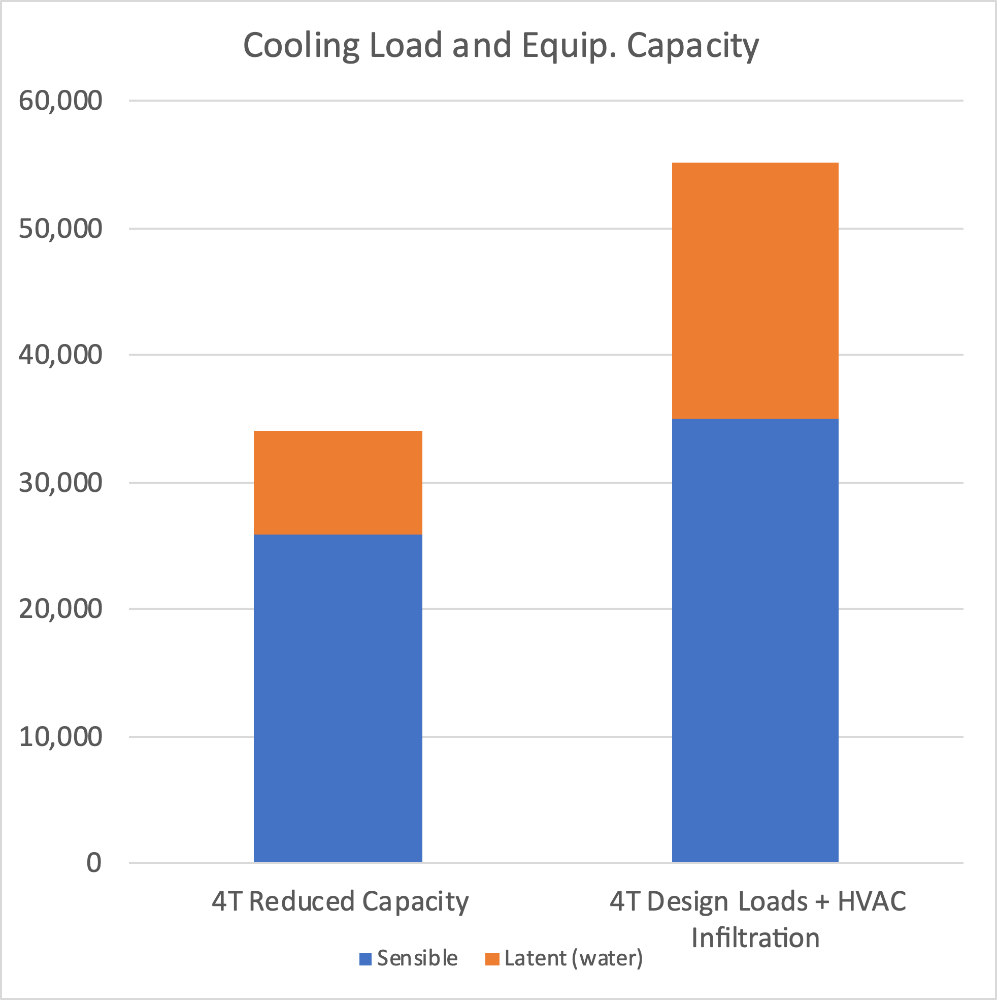 Cooling Load and Equip. Capacity
60,000
50,000
40,000
30,000
20,000
10,000
0
4T Reduced Capacity
4T Design Loads + HVAC
Infiltration
Sensible
Latent (water)